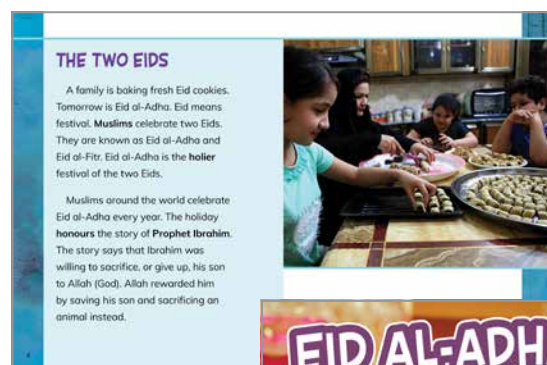 THE TWO EIDS
A family is baking fresh Eid cookies.
Tomorrow is Eid al-Adha. Eid means
festival. Muslims celebrate two Eids.
They are known as Eid al-Adha and
Eid al-Fitr. Eid al-Adha is the holier
festival of the two Eids.
Muslims around the world celebrate
Eid al-Adha every year. The holiday
honours the story of Prophet Ibrahim.
The story says that Ibrahim was
willing to sacrifice, or give up, his son
to Allah (God). Allah rewarded him
by saving his son and sacrificing an
animal instead.
4
EID AL-ADH